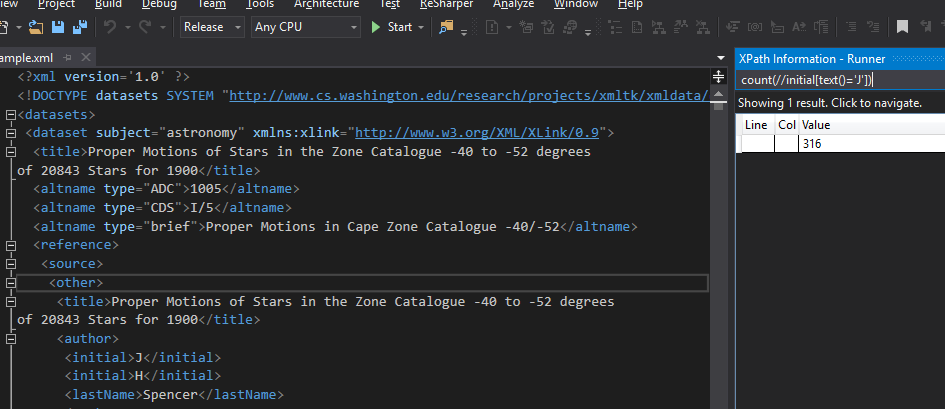 iew Project Build Debug Team Tools Architecture Test ReSharper Analyze Window Help
Release Any CPU Start
ample.xml
<?xml version='1.0' ?>
<!DOCTYPE datasets SYSTEM "http://www.cs.washington.edu/research/projects/xmltk/xmldata/
<datasets>
<dataset subject="astronomy" xmlns:xlink="http://www.w3.org/XML/XLink/0.9">
<title>Proper Motions of Stars in the Zone Catalogue -40 to -52 degrees
of 20843 Stars for 1900</title>
<altname type="ADC">1005</altname>
<altname type="CDS">I/5</altname>
<altname type="brief">Proper Motions in Cape Zone Catalogue -40/-52</altname>
<reference>
<source>
<other>
<title>Proper Motions of Stars in the Zone Catalogue -40 to -52 degrees
of 20843 Stars for 1900</title>
<author>
<initial>J</initial>
<initial>H</initial>
<lastName>Spencer</lastName>
XPath Information - Runner
count(//initial[text()='J'])
Showing 1 result. Click to navigate.
Line Col Value
316